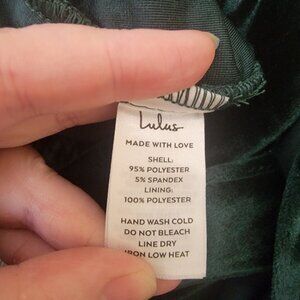 Lulus
MADE WITH LOVE
SHELL:
95% POLYESTER
5% SPANDEX
LINING:
100% POLYESTER
HAND WASH COLD
DO NOT BLEACH
LINE DRY
IRON LOW HEAT